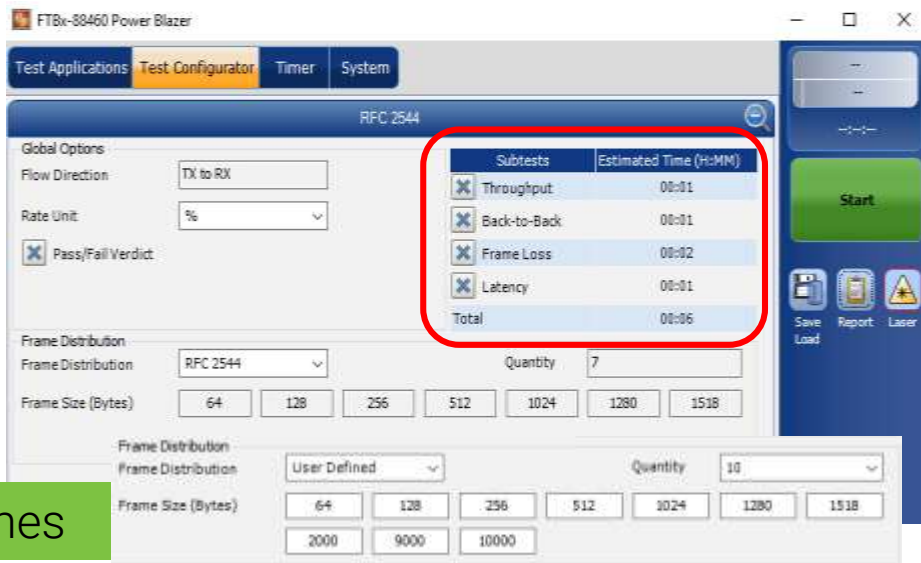 FTBx-88460 Power Blazer
Test Applications Test Configurator Timer System
RFC 2544
Global Options
Flow Direction TX to RX
Rate Unit %
Pass/Fail Verdict
Subtests Estimated Time (H:MM)
Throughput 00:01
Back-to-Back 00:01
Frame Loss 00:02
Latency 00:01
Total 00:06
--
--
--:--:--
Start
Save Load Report Laser
Frame Distribution
Frame Distribution RFC 2544 Quantity 7
Frame Size (Bytes) 64 128 256 512 1024 1280 1518
Frame Distribution
Frame Distribution User Defined Quantity 10
Frame Size (Bytes) 64 128 256 512 1024 1280 1518
2000 9000 10000